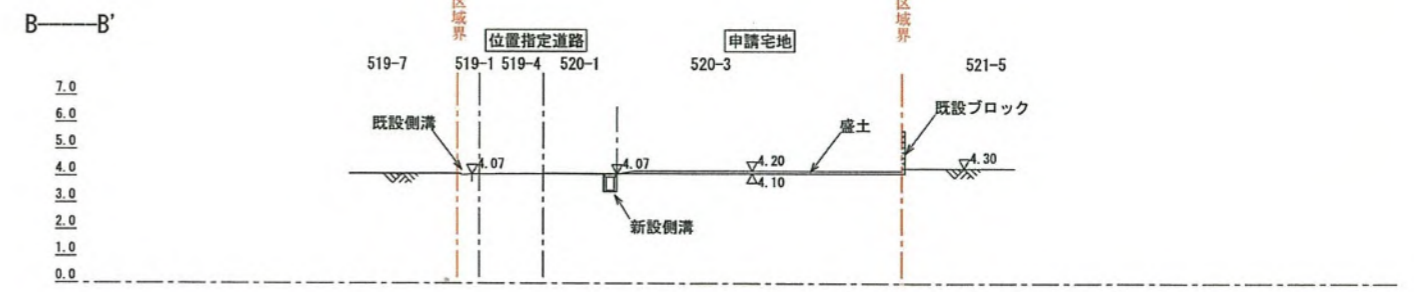 B———B'
区域界
区域界
位置指定道路
申請宅地
519-7
519-1
519-4
520-1
520-3
521-5
7.0
6.0
5.0
4.0
3.0
2.0
1.0
0.0
既設側溝
盛土
既設ブロック
4.07
4.07
4.20
4.10
4.30
新設側溝